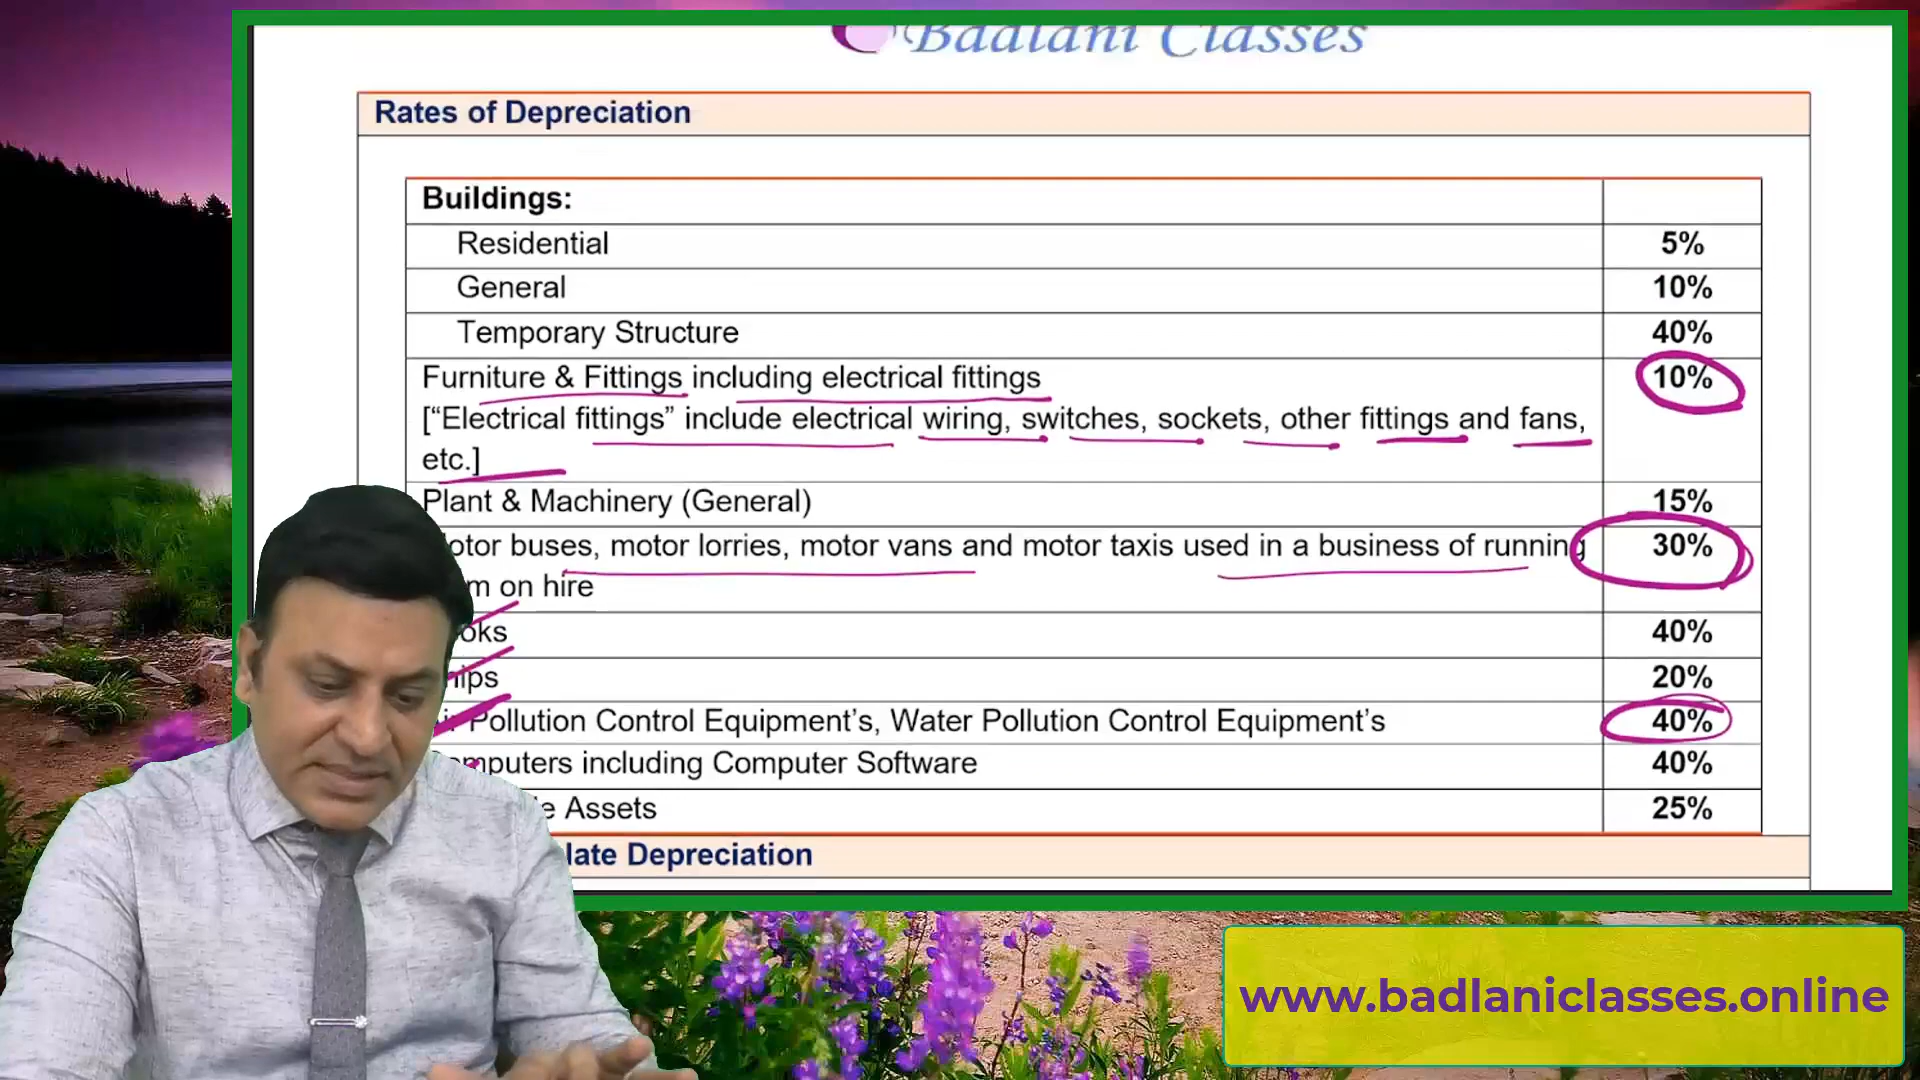 Badlani Classes
Rates of Depreciation
Buildings:
Residential 5%
General 10%
Temporary Structure 40%
Furniture & Fittings including electrical fittings 10%
[“Electrical fittings” include electrical wiring, switches, sockets, other fittings and fans,
etc.]
Plant & Machinery (General) 15%
otor buses, motor lorries, motor vans and motor taxis used in a business of running 30%
m on hire
oks 40%
hips 20%
ir Pollution Control Equipment’s, Water Pollution Control Equipment’s 40%
omputers including Computer Software 40%
e Assets 25%
late Depreciation
www.badlaniclasses.online